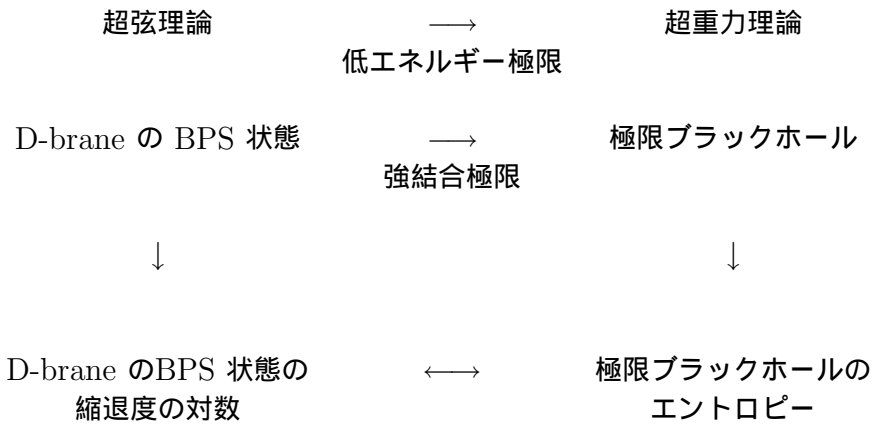 超弦理論 ⟶ 超重力理論
低エネルギー極限
D-brane の BPS 状態 ⟶ 極限ブラックホール
強結合極限
↓ ↓
D-brane のBPS 状態の ⟷ 極限ブラックホールの
縮退度の対数 エントロピー